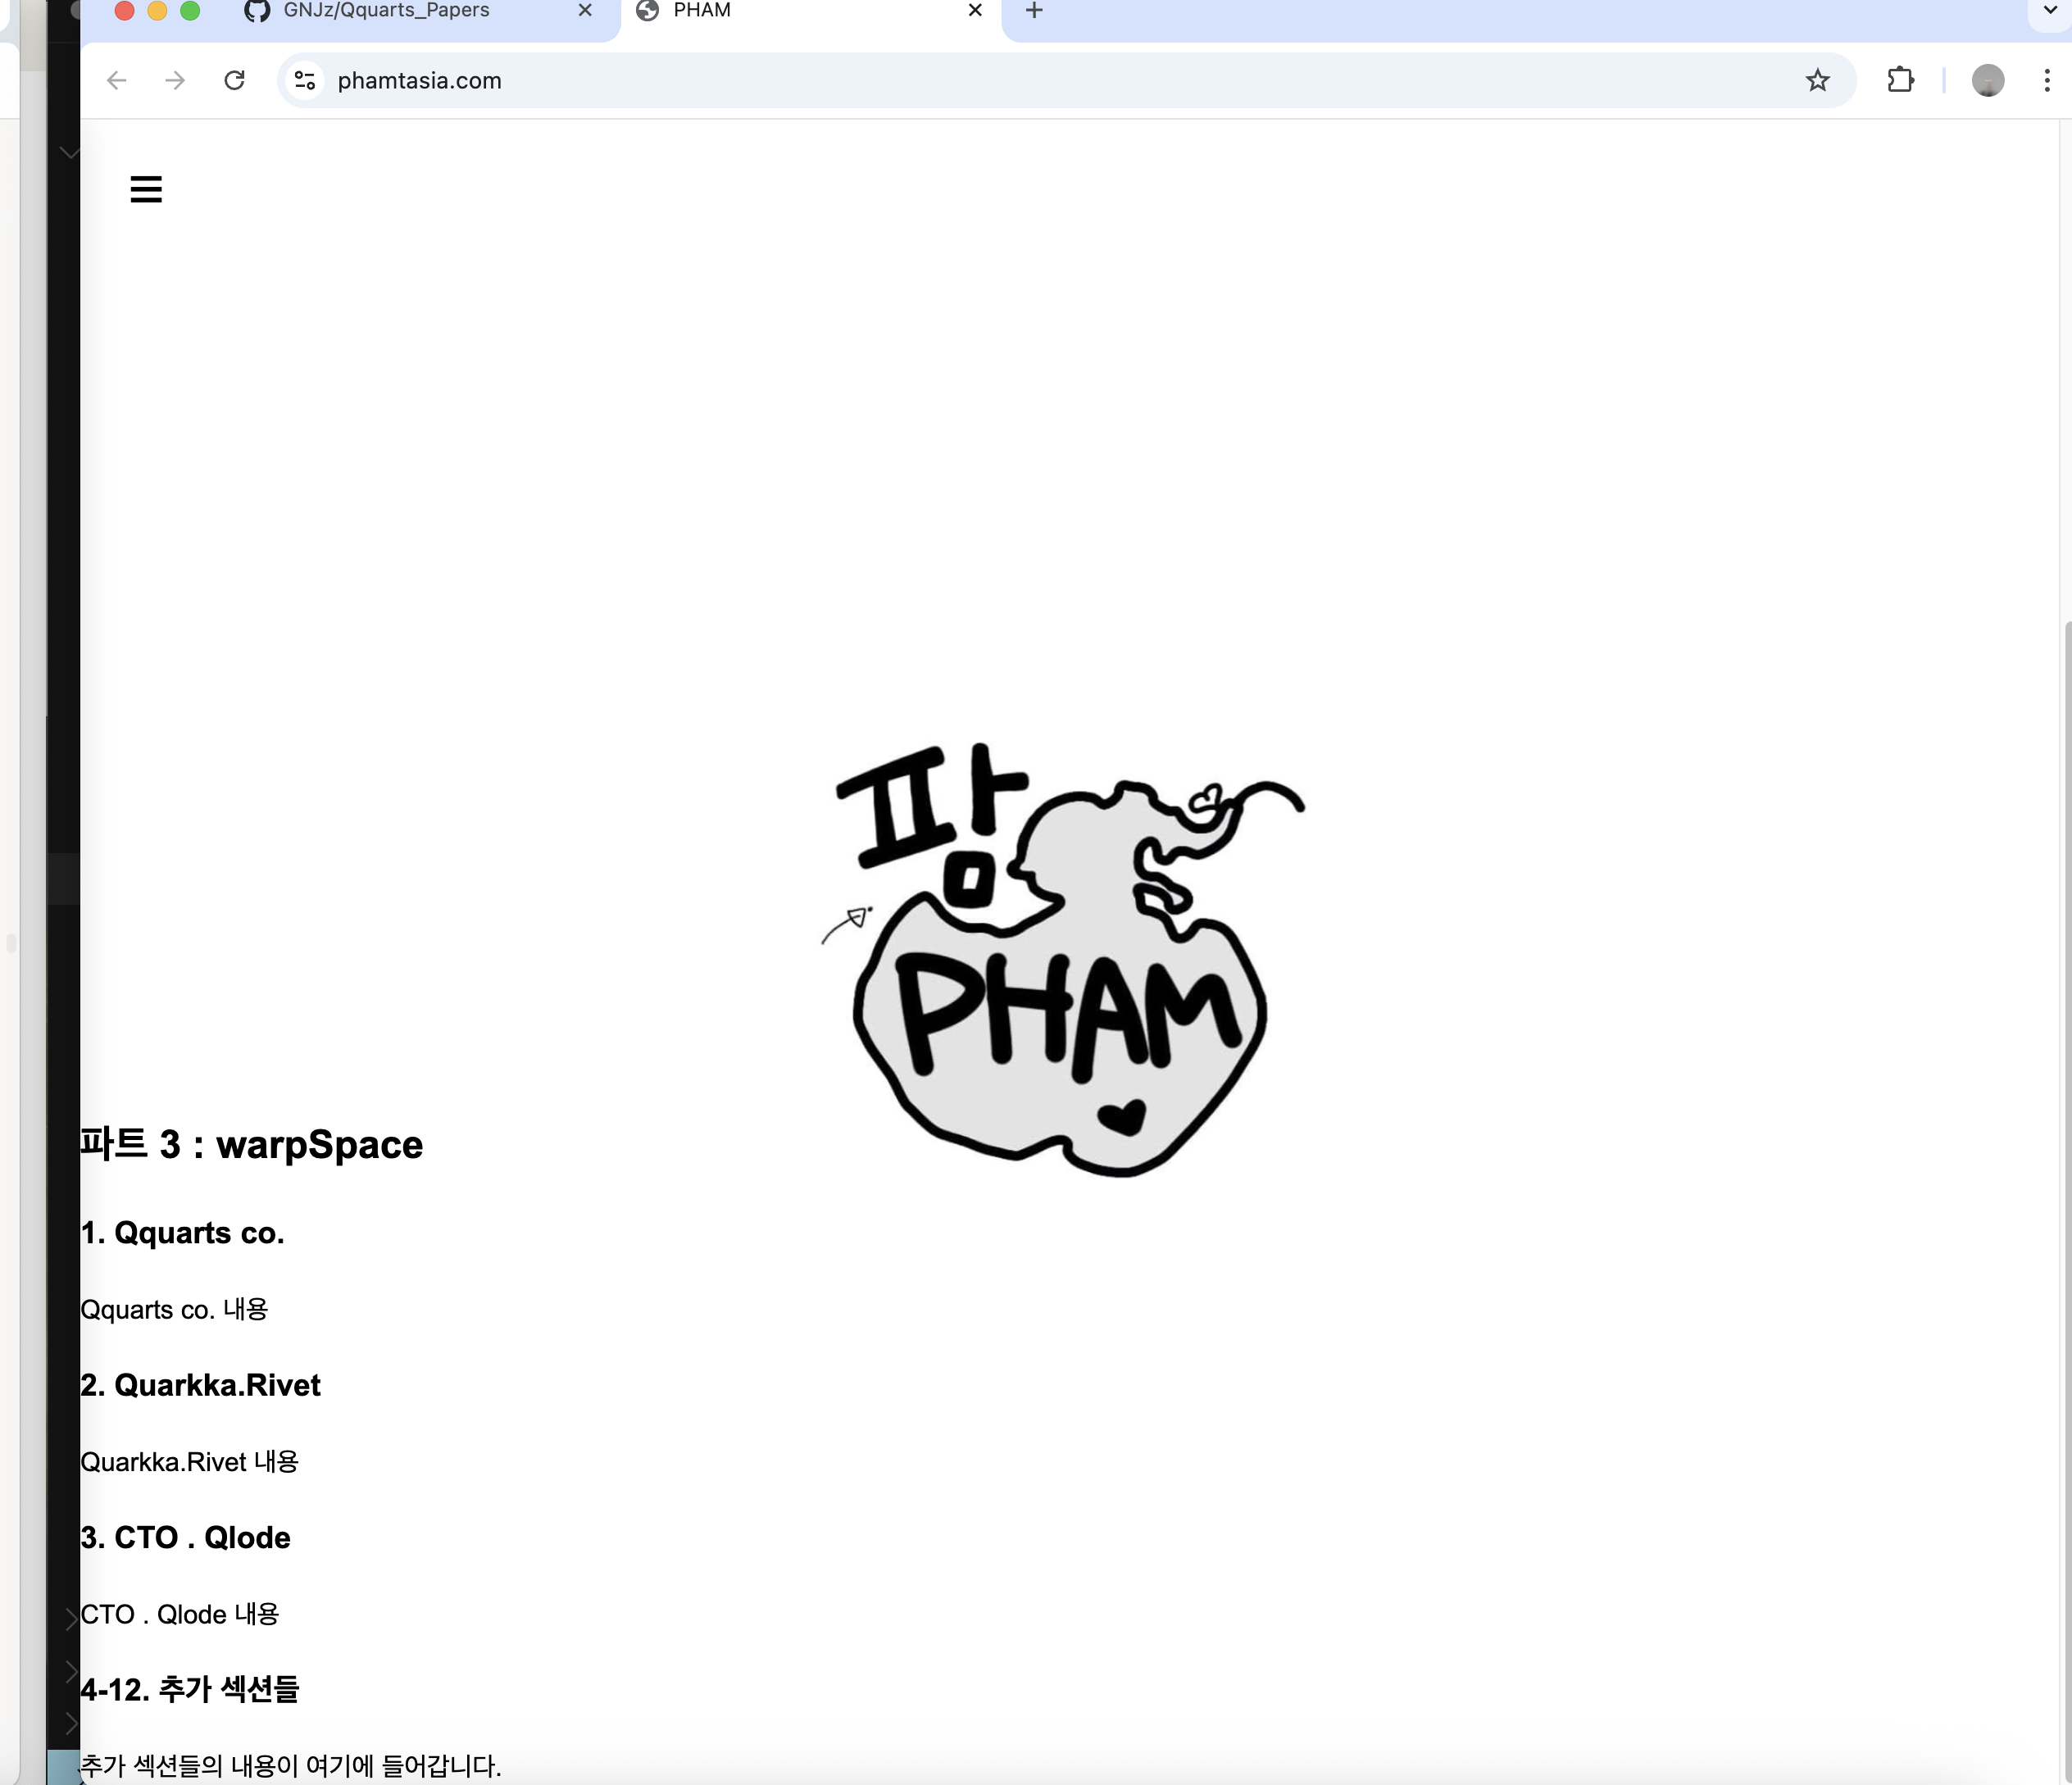 GNJz/Qquarts_Papers
PHAM
phamtasia.com
팜
PHAM
파트 3 : warpSpace
1. Qquarts co.
Qquarts co. 내용
2. Quarkka.Rivet
Quarkka.Rivet 내용
3. CTO . Qlode
CTO . Qlode 내용
4-12. 추가 섹션들
추가 섹션들의 내용이 여기에 들어갑니다.